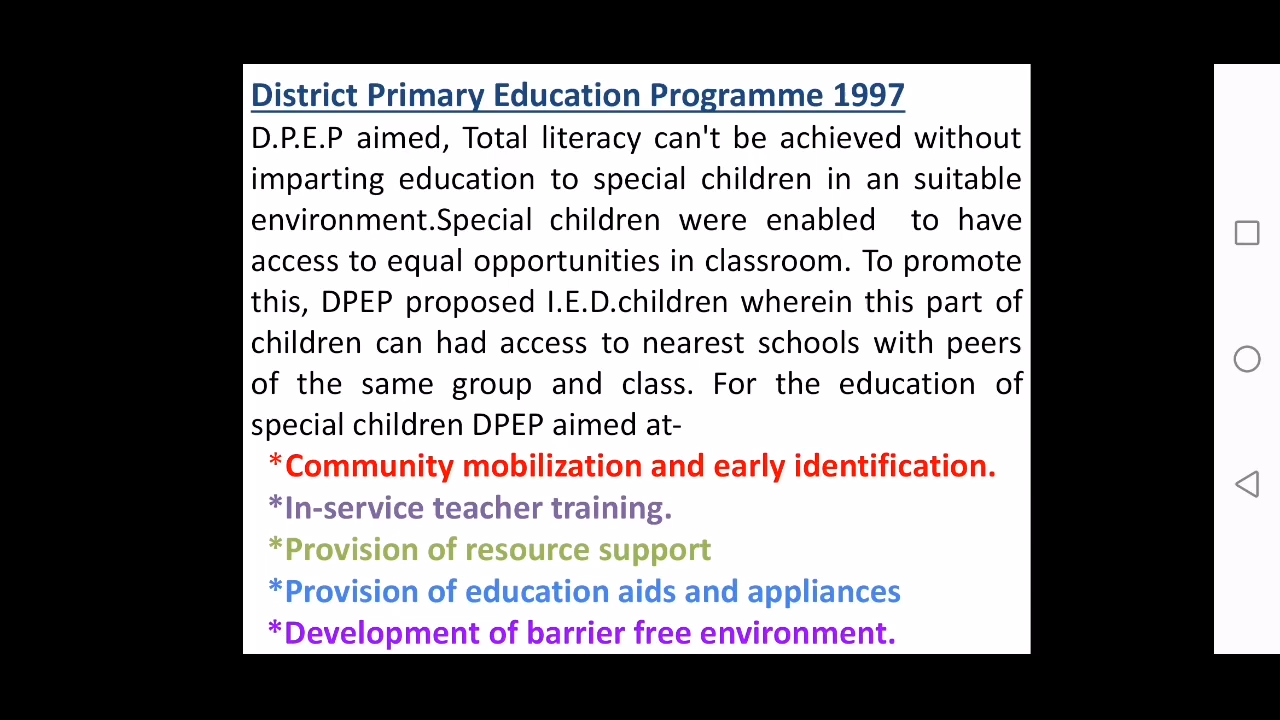 District Primary Education Programme 1997
D.P.E.P aimed, Total literacy can't be achieved without
imparting education to special children in an suitable
environment.Special children were enabled to have
access to equal opportunities in classroom. To promote
this, DPEP proposed I.E.D.children wherein this part of
children can had access to nearest schools with peers
of the same group and class. For the education of
special children DPEP aimed at-
*Community mobilization and early identification.
*In-service teacher training.
*Provision of resource support
*Provision of education aids and appliances
*Development of barrier free environment.